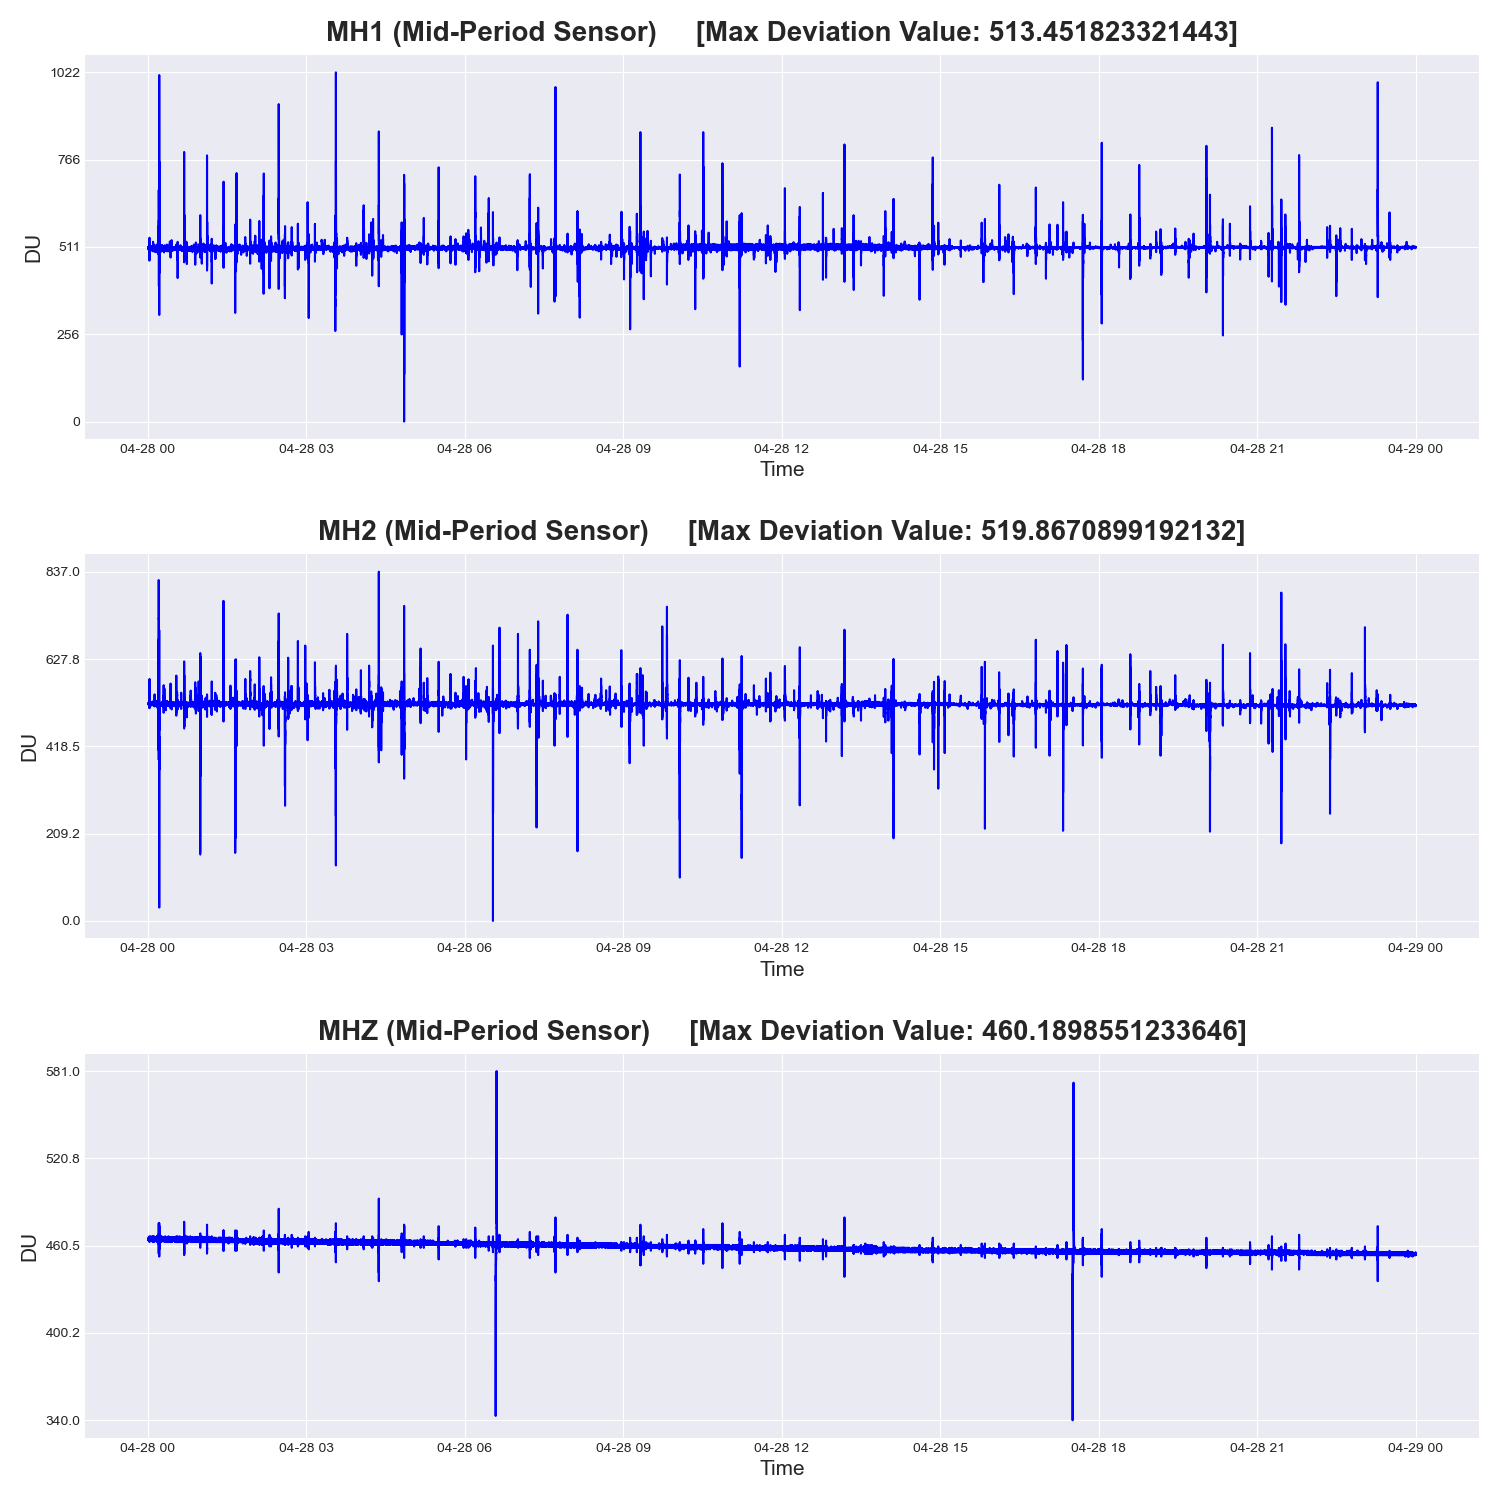 MH1 (Mid-Period Sensor)     [Max Deviation Value: 513.451823321443]
1022
766
511
256
0
DU
04-28 00 04-28 03 04-28 06 04-28 09 04-28 12 04-28 15 04-28 18 04-28 21 04-29 00
Time
MH2 (Mid-Period Sensor)     [Max Deviation Value: 519.8670899192132]
837.0
627.8
418.5
209.2
0.0
DU
04-28 00 04-28 03 04-28 06 04-28 09 04-28 12 04-28 15 04-28 18 04-28 21 04-29 00
Time
MHZ (Mid-Period Sensor)     [Max Deviation Value: 460.1898551233646]
581.0
520.8
460.5
400.2
340.0
DU
04-28 00 04-28 03 04-28 06 04-28 09 04-28 12 04-28 15 04-28 18 04-28 21 04-29 00
Time